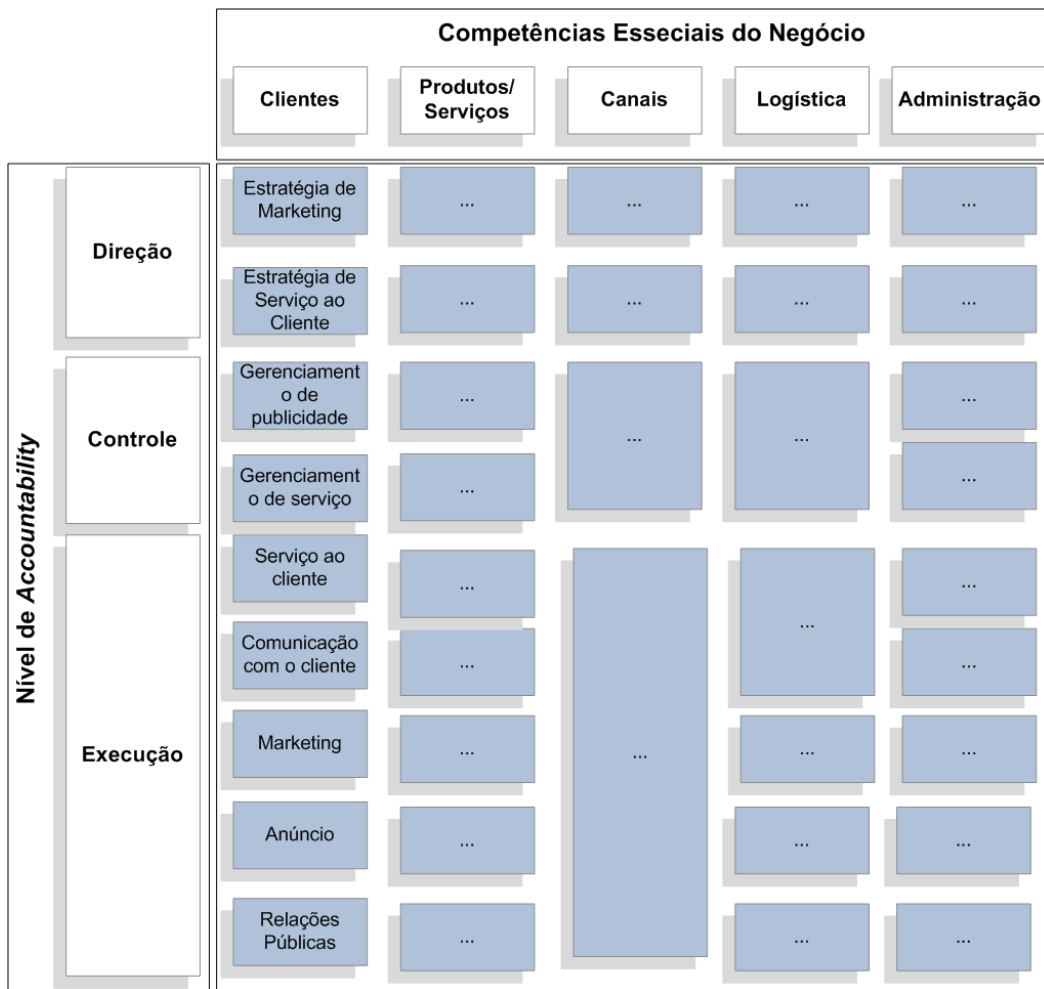 Competências Esseciais do Negócio
Clientes
Produtos/
Serviços
Canais
Logística
Administração
Nível de Accountability
Direção
Estratégia de
Marketing
...
...
...
...
Estratégia de
Serviço ao
Cliente
...
...
...
...
Controle
Gerenciament
o de
publicidade
...
...
...
...
Gerenciament
o de serviço
...
...
Execução
Serviço ao
cliente
...
...
...
...
Comunicação
com o cliente
...
...
Marketing
...
...
...
Anúncio
...
...
...
Relações
Públicas
...
...
...